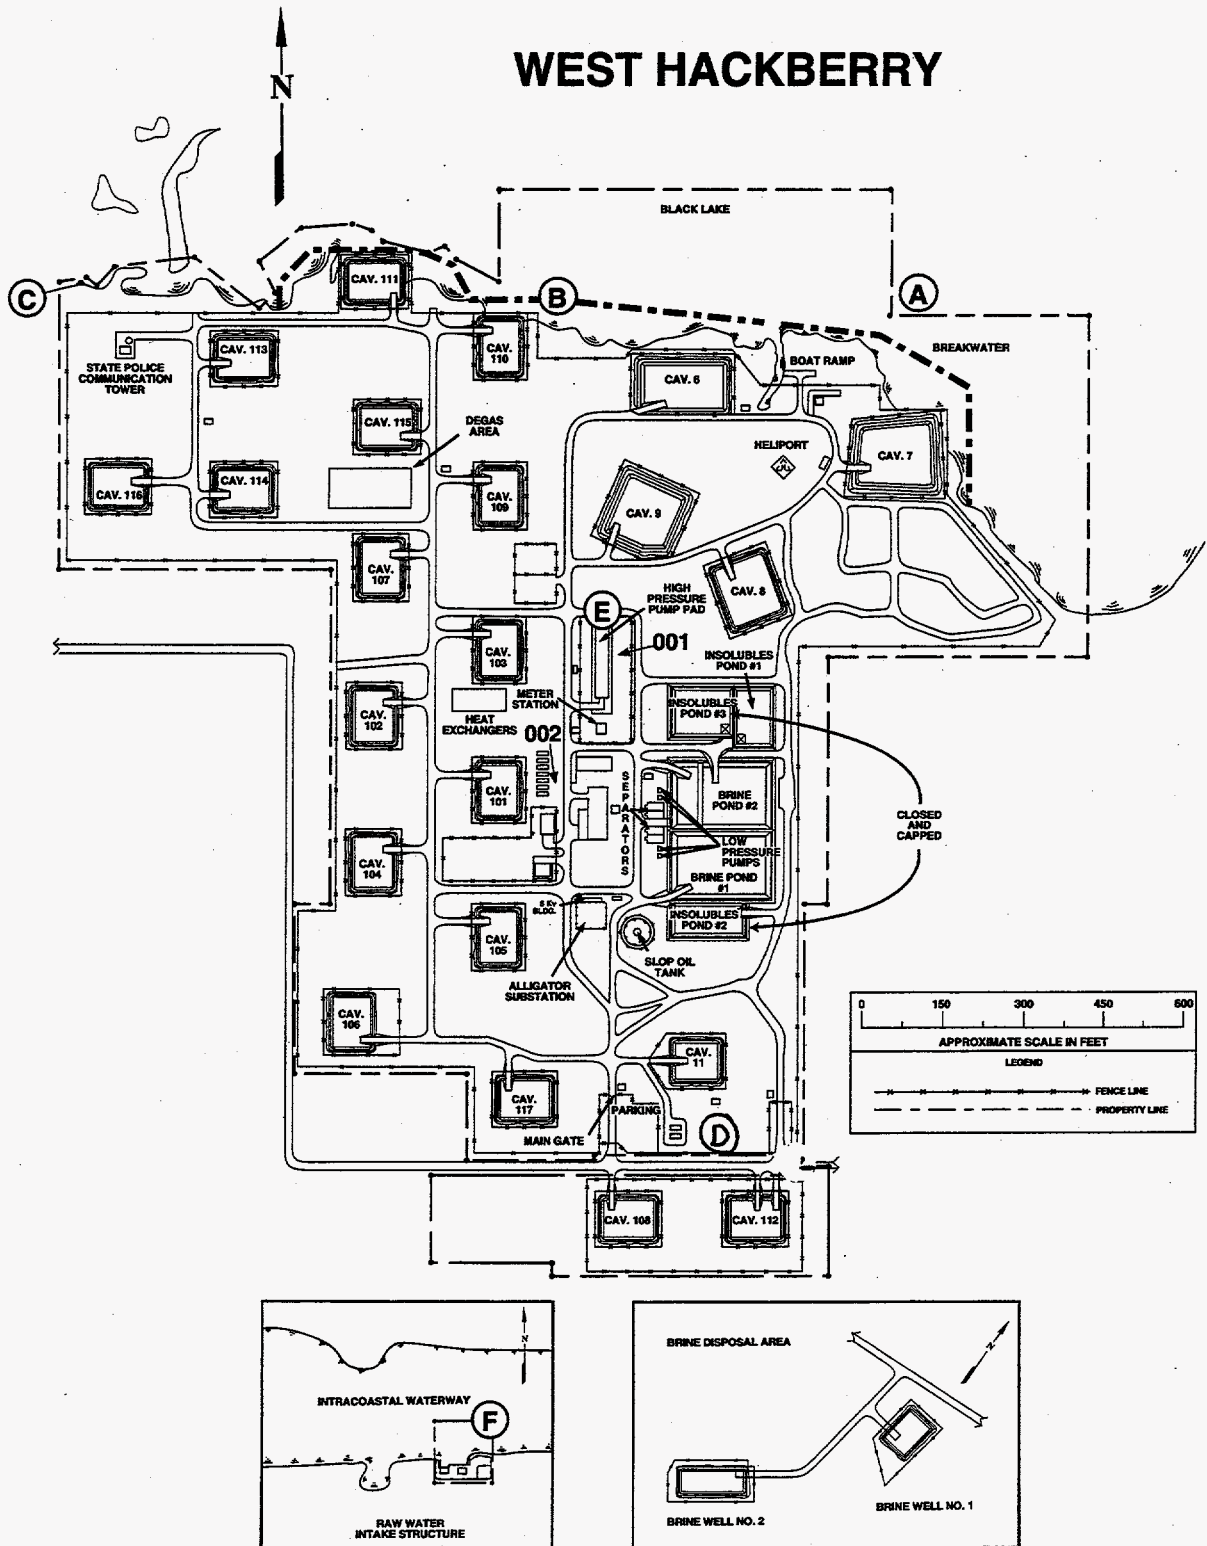 WEST HACKBERRY
N
BLACK LAKE
C
B
A
CAV. 111
BREAKWATER
STATE POLICE
COMMUNICATION
TOWER
CAV. 113
CAV.
110
BOAT RAMP
CAV. 6
CAV. 115
DEGAS
AREA
HELIPORT
CAV. 7
CAV. 116
CAV. 114
CAV.
109
CAV. 9
CAV.
107
HIGH
PRESSURE
PUMP PAD
CAV. 8
E
001
CAV.
103
INSOLUBLES
POND #1
METER
STATION
INSOLUBLES
POND #3
CAV.
102
HEAT
EXCHANGERS
002
CAV.
101
SEPARATORS
BRINE
POND #2
CLOSED
AND
CAPPED
LOW
PRESSURE
PUMPS
CAV.
104
BRINE POND
#1
5 KV
BLDG.
INSOLUBLES
POND #2
CAV.
105
SLOP OIL
TANK
ALLIGATOR
SUBSTATION
CAV.
106
0 150 300 450 600
APPROXIMATE SCALE IN FEET
LEGEND
FENCE LINE
PROPERTY LINE
CAV.
11
CAV.
117
PARKING
MAIN GATE
D
CAV. 108
CAV. 112
N
INTRACOASTAL WATERWAY
F
RAW WATER
INTAKE STRUCTURE
BRINE DISPOSAL AREA
N
BRINE WELL NO. 1
BRINE WELL NO. 2